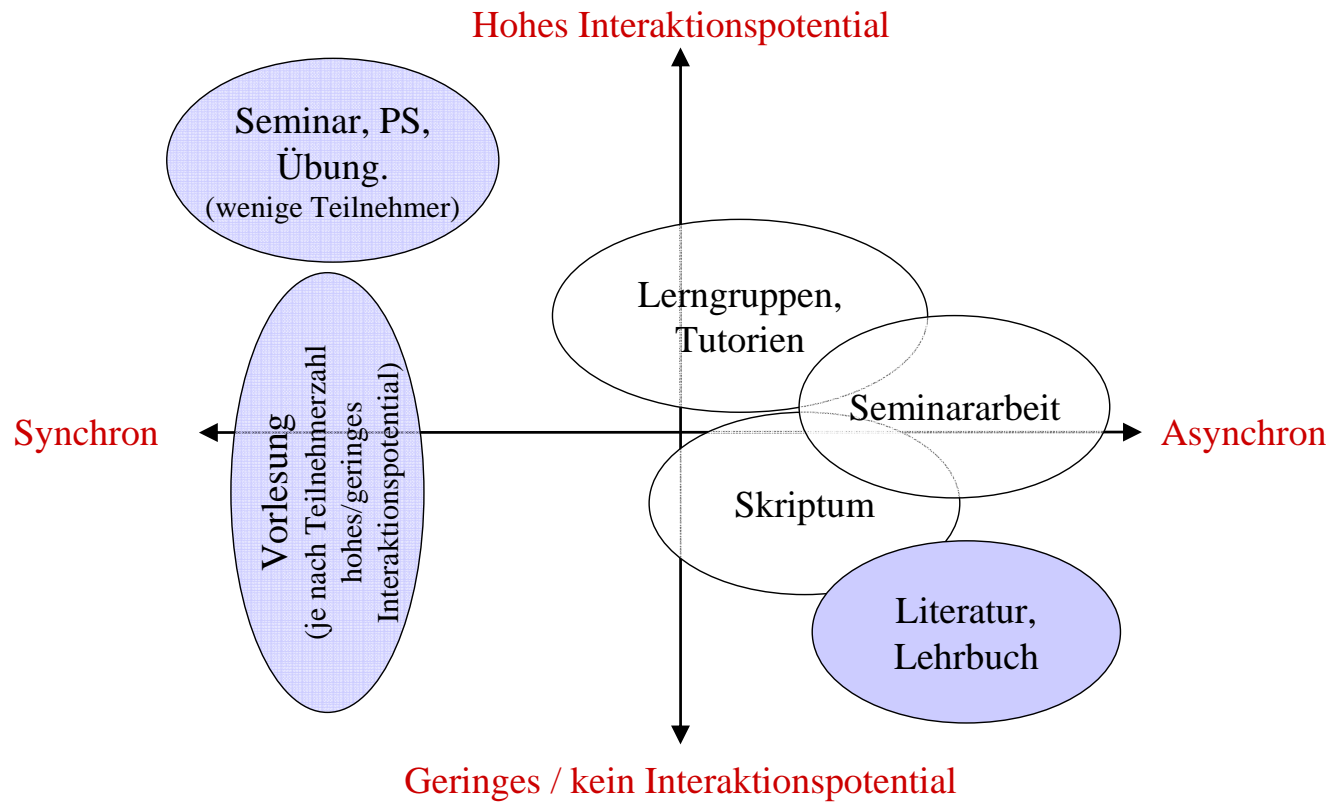 Hohes Interaktionspotential
Seminar, PS,
Übung.
(wenige Teilnehmer)
Lerngruppen,
Tutorien
Seminararbeit
Synchron
Asynchron
Vorlesung
(je nach Teilnehmerzahl
hohes/geringes
Interaktionspotential)
Skriptum
Literatur,
Lehrbuch
Geringes / kein Interaktionspotential